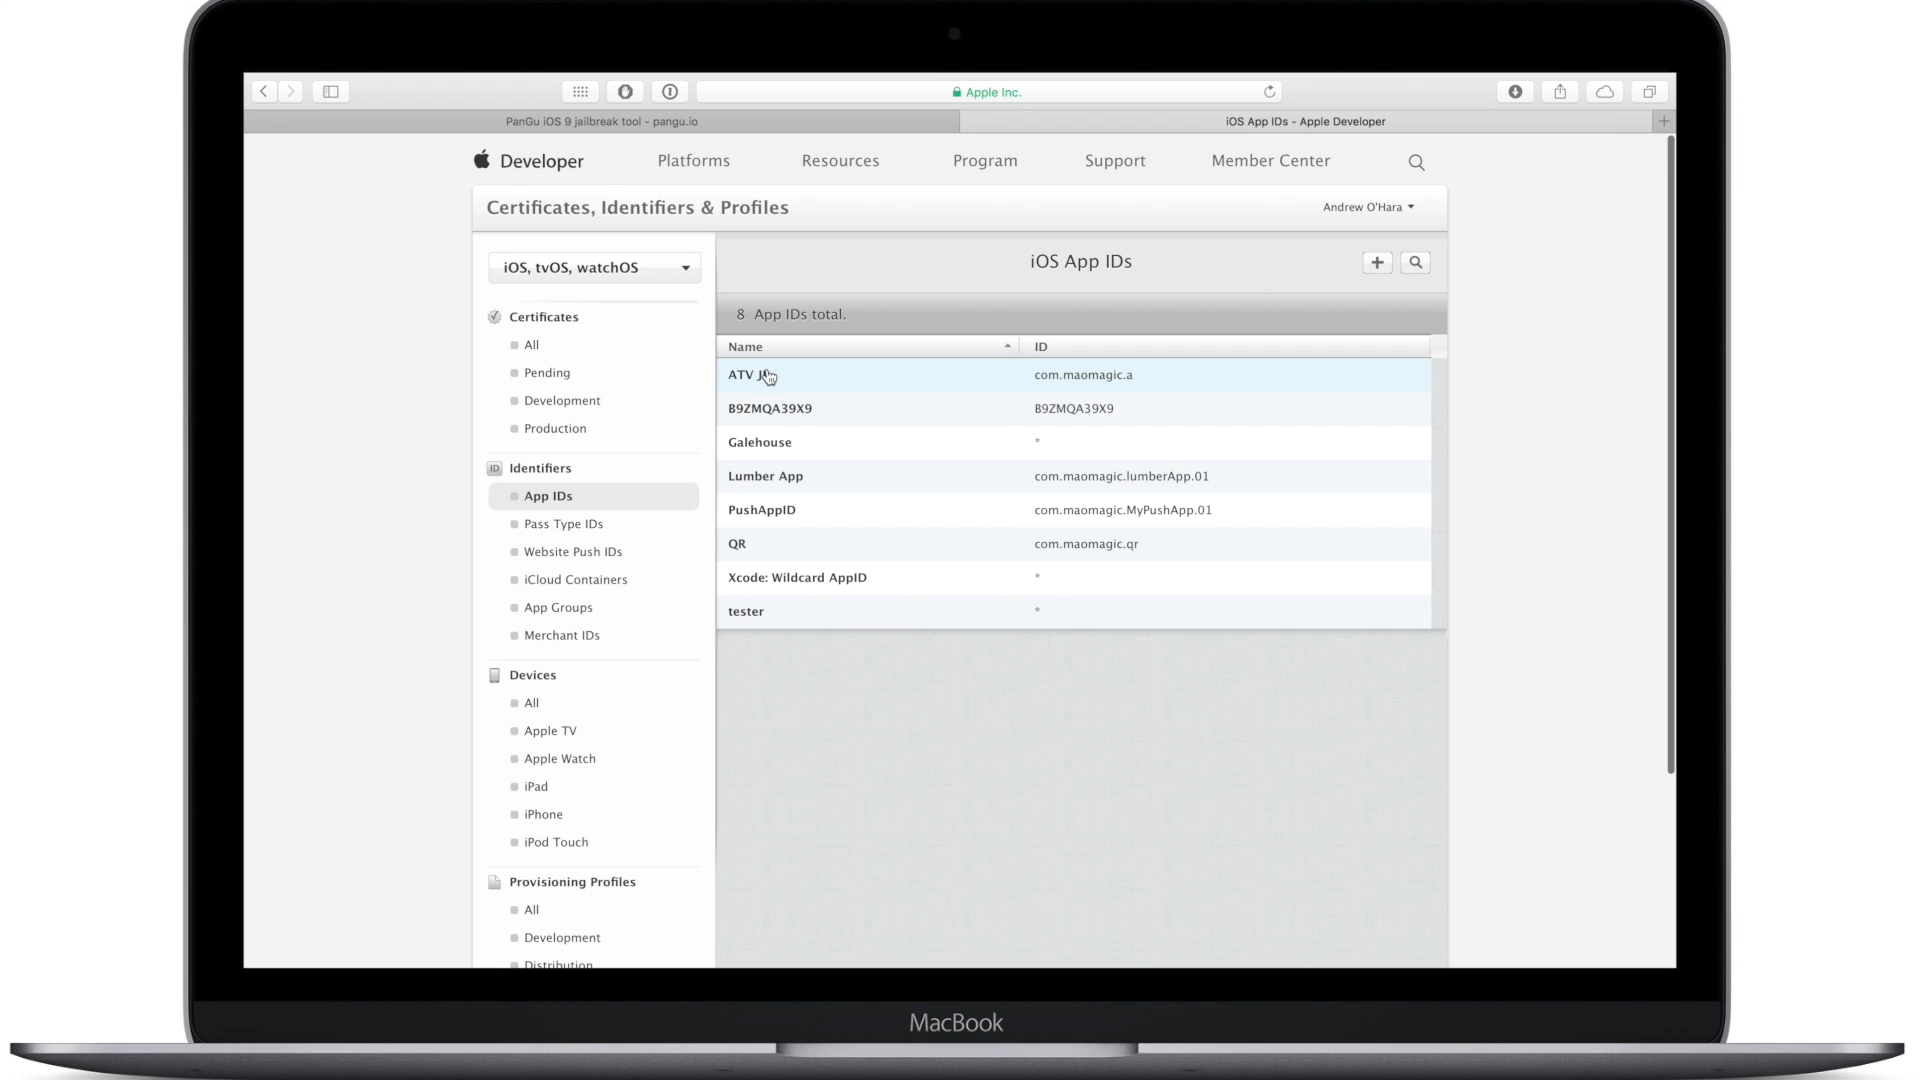 Apple Inc.
PanGu iOS 9 jailbreak tool - pangu.io
iOS App IDs - Apple Developer
Developer
Platforms
Resources
Program
Support
Member Center
Certificates, Identifiers & Profiles
Andrew O'Hara
iOS, tvOS, watchOS
Certificates
All
Pending
Development
Production
ID Identifiers
App IDs
Pass Type IDs
Website Push IDs
iCloud Containers
App Groups
Merchant IDs
Devices
All
Apple TV
Apple Watch
iPad
iPhone
iPod Touch
Provisioning Profiles
All
Development
Distribution
iOS App IDs
8 App IDs total.
Name ID
ATV com.maomagic.a
B9ZMQA39X9 B9ZMQA39X9
Galehouse *
Lumber App com.maomagic.lumberApp.01
PushAppID com.maomagic.MyPushApp.01
QR com.maomagic.qr
Xcode: Wildcard AppID *
tester *
MacBook